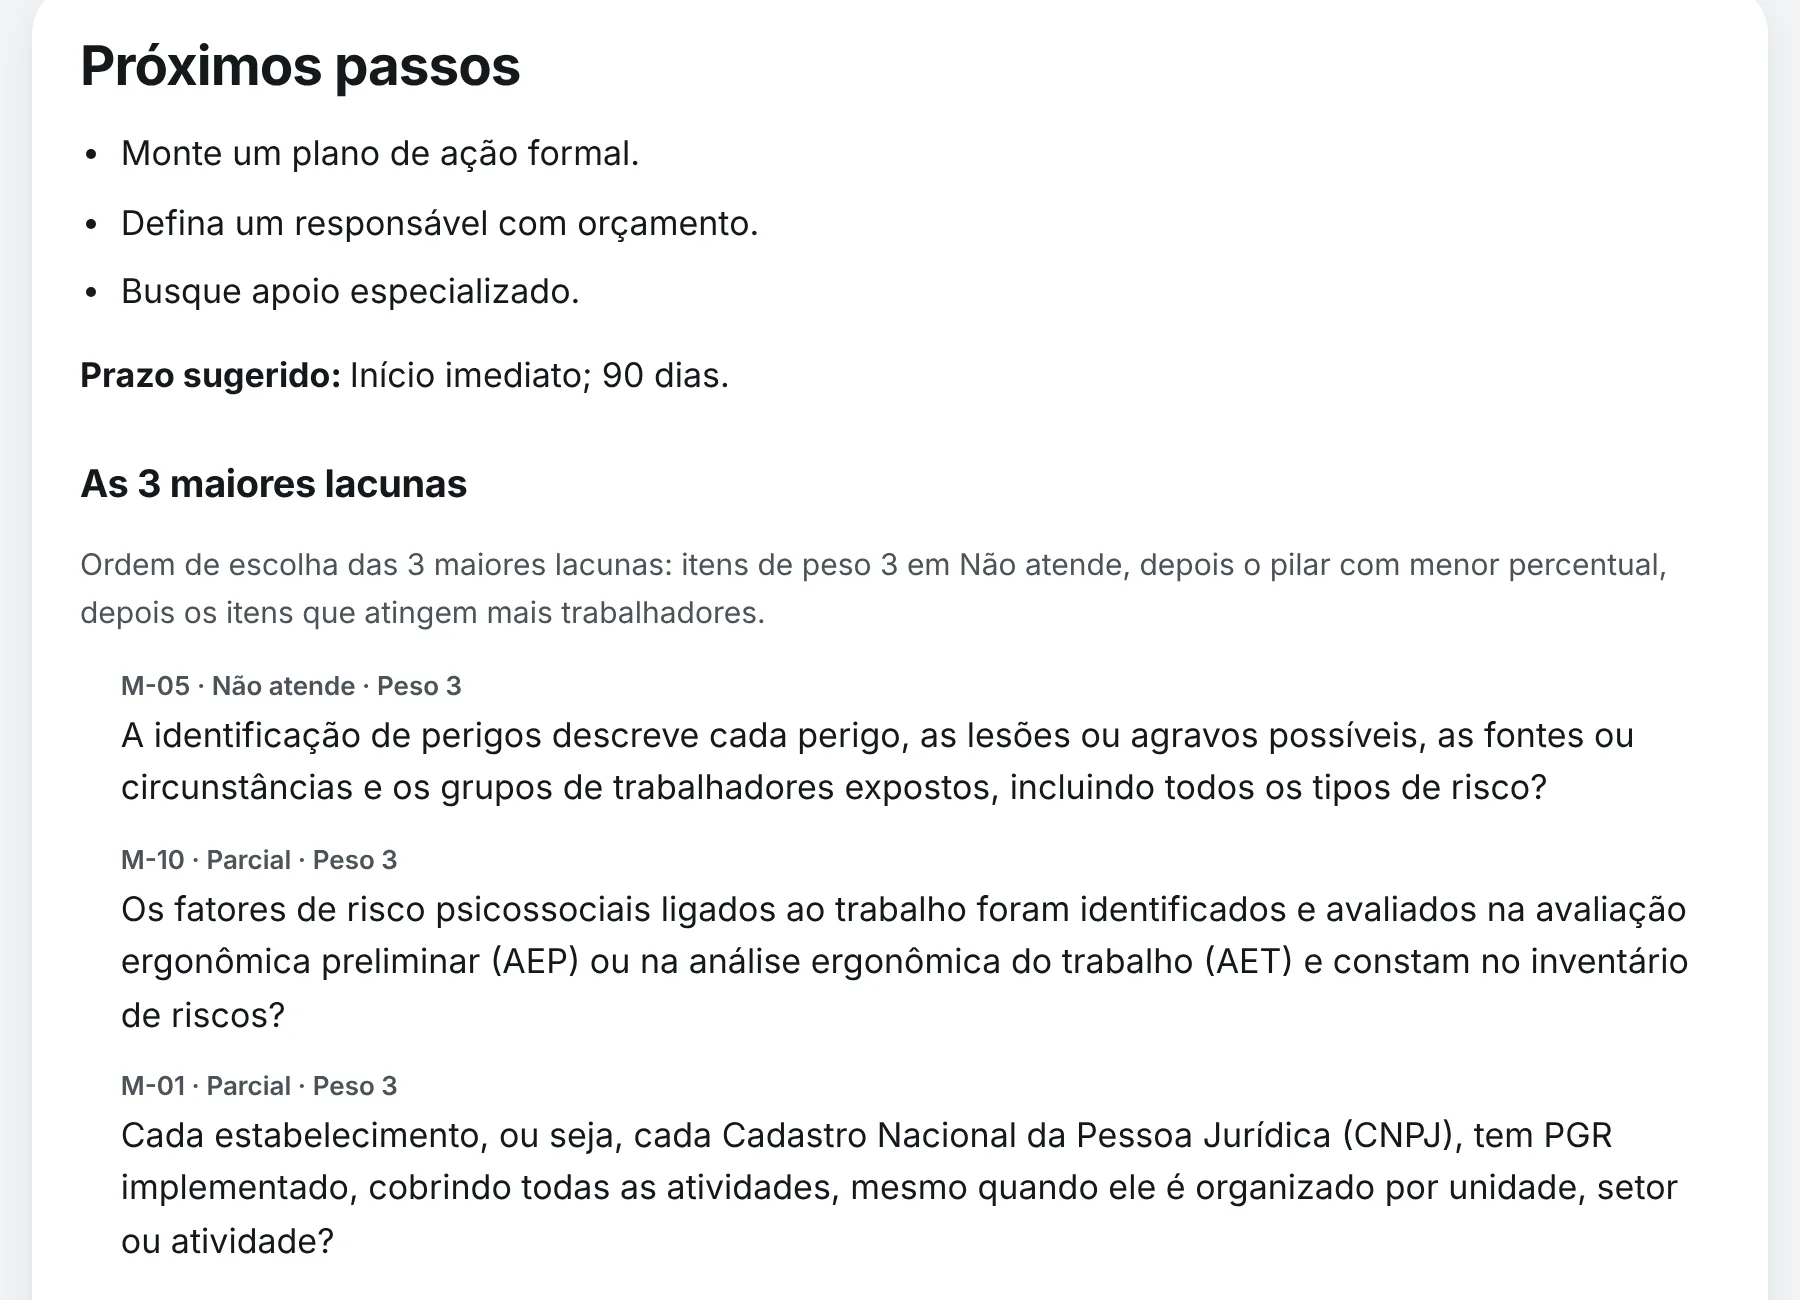 Próximos passos
• Monte um plano de ação formal.
• Defina um responsável com orçamento.
• Busque apoio especializado.
Prazo sugerido: Início imediato; 90 dias.
As 3 maiores lacunas
Ordem de escolha das 3 maiores lacunas: itens de peso 3 em Não atende, depois o pilar com menor percentual,
depois os itens que atingem mais trabalhadores.
M-05 · Não atende · Peso 3
A identificação de perigos descreve cada perigo, as lesões ou agravos possíveis, as fontes ou
circunstâncias e os grupos de trabalhadores expostos, incluindo todos os tipos de risco?
M-10 · Parcial · Peso 3
Os fatores de risco psicossociais ligados ao trabalho foram identificados e avaliados na avaliação
ergonômica preliminar (AEP) ou na análise ergonômica do trabalho (AET) e constam no inventário
de riscos?
M-01 · Parcial · Peso 3
Cada estabelecimento, ou seja, cada Cadastro Nacional da Pessoa Jurídica (CNPJ), tem PGR
implementado, cobrindo todas as atividades, mesmo quando ele é organizado por unidade, setor
ou atividade?